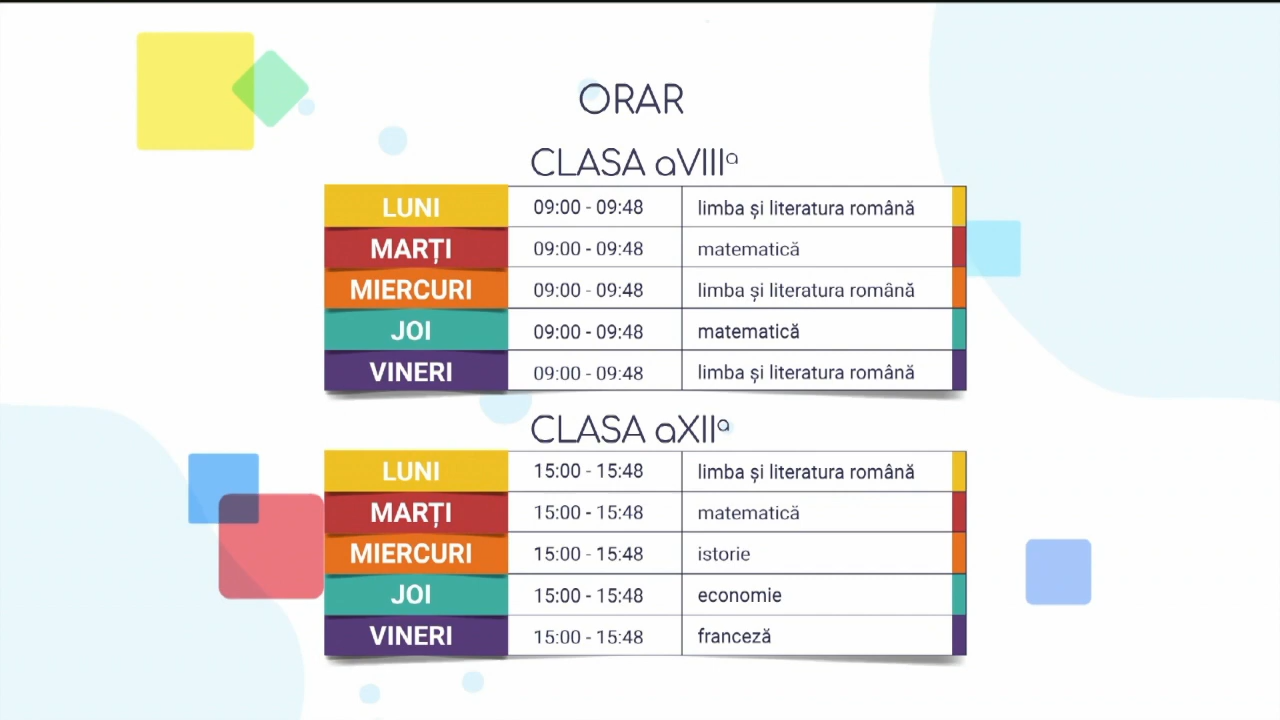 ORAR
CLASA aVIIIª
LUNI 09:00 - 09:48 limba și literatura română
MARȚI 09:00 - 09:48 matematică
MIERCURI 09:00 - 09:48 limba și literatura română
JOI 09:00 - 09:48 matematică
VINERI 09:00 - 09:48 limba și literatura română
CLASA aXIIª
LUNI 15:00 - 15:48 limba și literatura română
MARȚI 15:00 - 15:48 matematică
MIERCURI 15:00 - 15:48 istorie
JOI 15:00 - 15:48 economie
VINERI 15:00 - 15:48 franceză